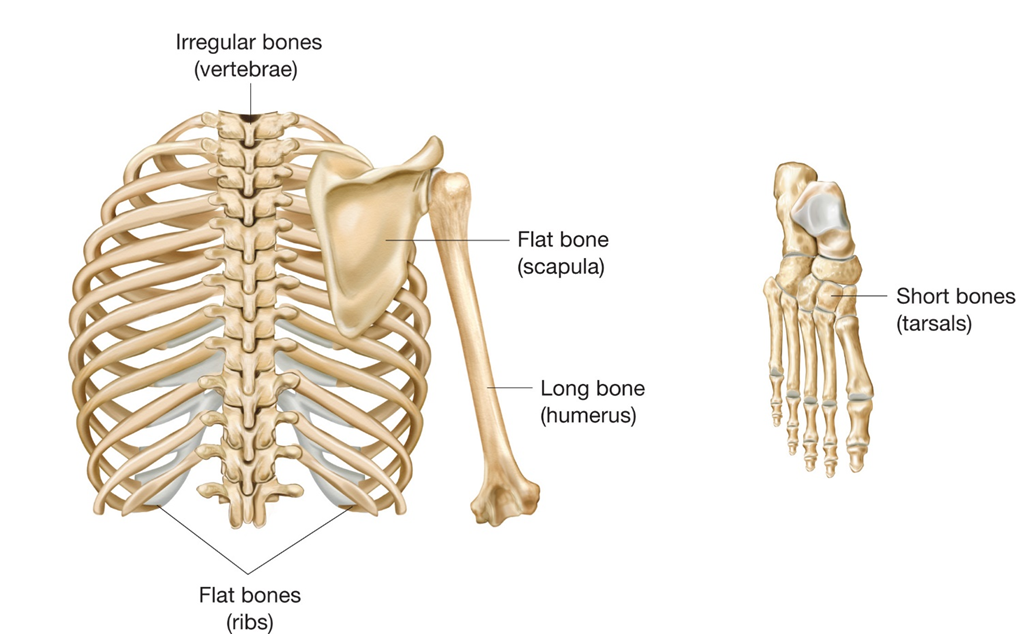 Irregular bones
(vertebrae)
Flat bone
(scapula)
Short bones
(tarsals)
Long bone
(humerus)
Flat bones
(ribs)